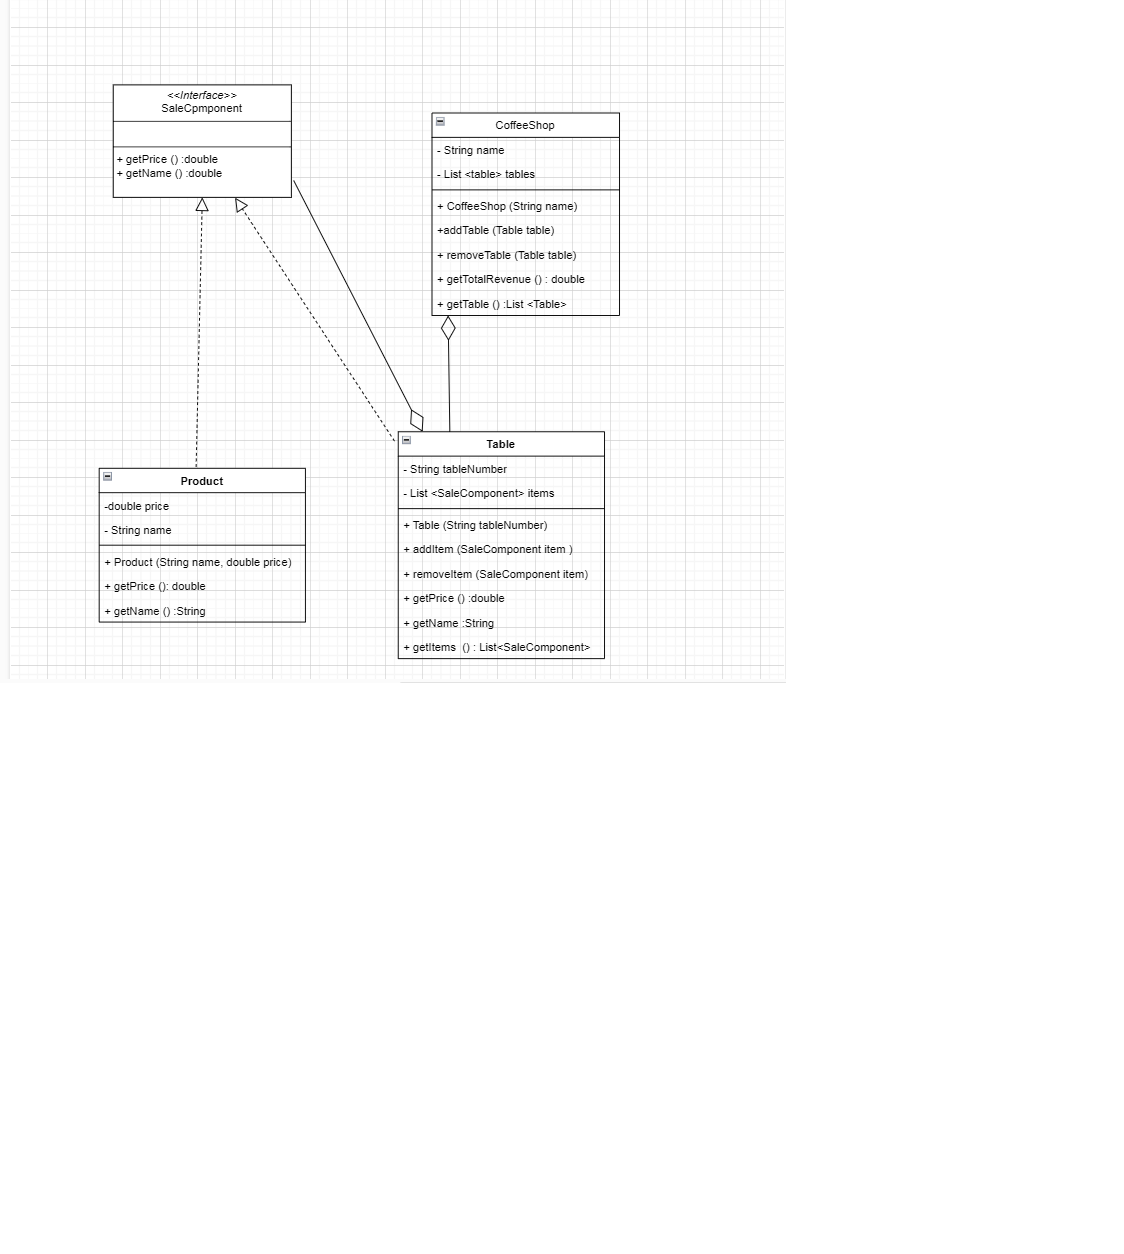 <<Interface>>
SaleCpmponent
+ getPrice () :double
+ getName () :double
CoffeeShop
- String name
- List <table> tables
+ CoffeeShop (String name)
+addTable (Table table)
+ removeTable (Table table)
+ getTotalRevenue () : double
+ getTable () :List <Table>
Product
-double price
- String name
+ Product (String name, double price)
+ getPrice (): double
+ getName () :String
Table
- String tableNumber
- List <SaleComponent> items
+ Table (String tableNumber)
+ addItem (SaleComponent item )
+ removeItem (SaleComponent item)
+ getPrice () :double
+ getName :String
+ getItems  () : List<SaleComponent>